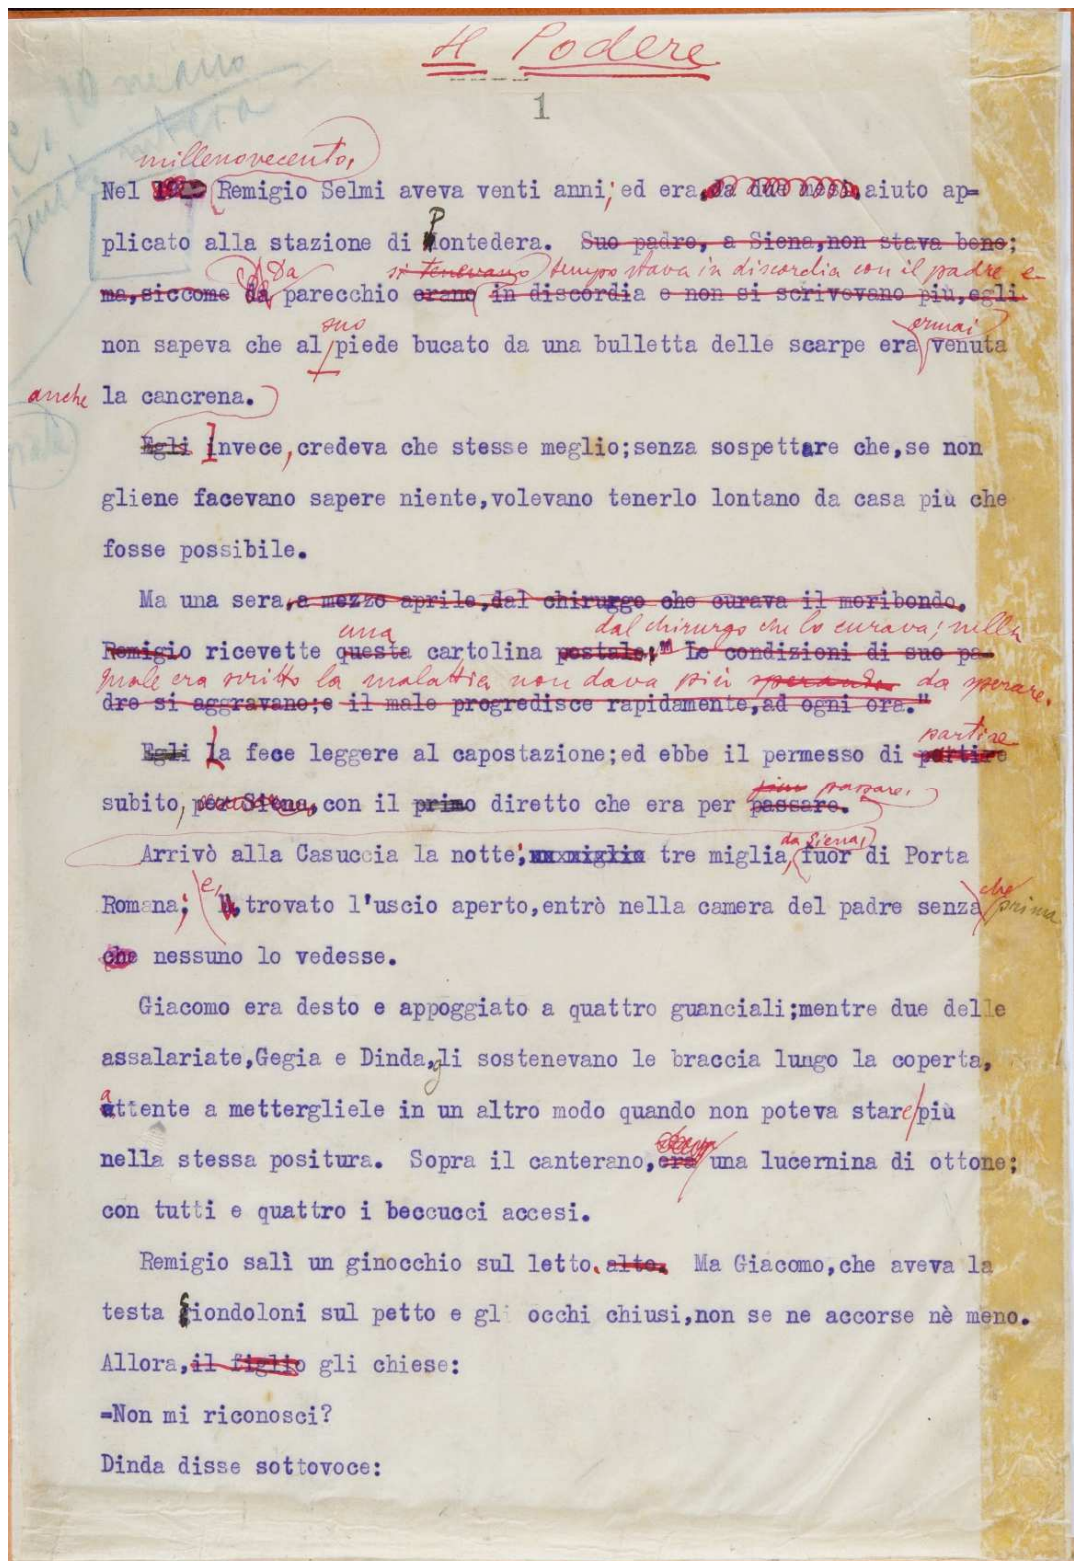 Il Podere
1
millenovecento,
Nel Remigio Selmi aveva venti anni; ed era, da due mesi, aiuto ap=
plicato alla stazione di Pontedera. Suo padre, a Siena,non stava bene;
Da si tenevano tempo stava in discordia con il padre e
ma,siccome da parecchio erano in discordia e non si scrivevano più,egli
suo ormai
non sapeva che al piede bucato da una bulletta delle scarpe era venuta
anche la cancrena.
Egli Invece,credeva che stesse meglio;senza sospettare che,se non
gliene facevano sapere niente,volevano tenerlo lontano da casa più che
fosse possibile.
Ma una sera,a mezzo aprile,dal chirurgo che curava il moribondo,
una dal chirurgo che lo curava; nella
Remigio ricevette questa cartolina postale:" Le condizioni di suo pa-
quale era scritto la malattia non dava più sperando da sperare.
dre si aggravano;e il male progredisce rapidamente,ad ogni ora."
partire
Egli La fece leggere al capostazione;ed ebbe il permesso di partire
più passare.
subito, per Siena,con il primo diretto che era per passare.
da Siena,
Arrivò alla Casuccia la notte; tre miglia, fuor di Porta
e, che
Romana; trovato l'uscio aperto,entrò nella camera del padre senza prima
che nessuno lo vedesse.
Giacomo era desto e appoggiato a quattro guanciali;mentre due delle
assalariate,Gegia e Dinda,gli sostenevano le braccia lungo la coperta,
attente a mettergliele in un altro modo quando non poteva stare più
nella stessa positura. Sopra il canterano,era una lucernina di ottone;
con tutti e quattro i beccucci accesi.
Remigio salì un ginocchio sul letto. alto. Ma Giacomo,che aveva la
testa ciondoloni sul petto e gli occhi chiusi,non se ne accorse nè meno.
Allora,il figlio gli chiese:
=Non mi riconosci?
Dinda disse sottovoce: